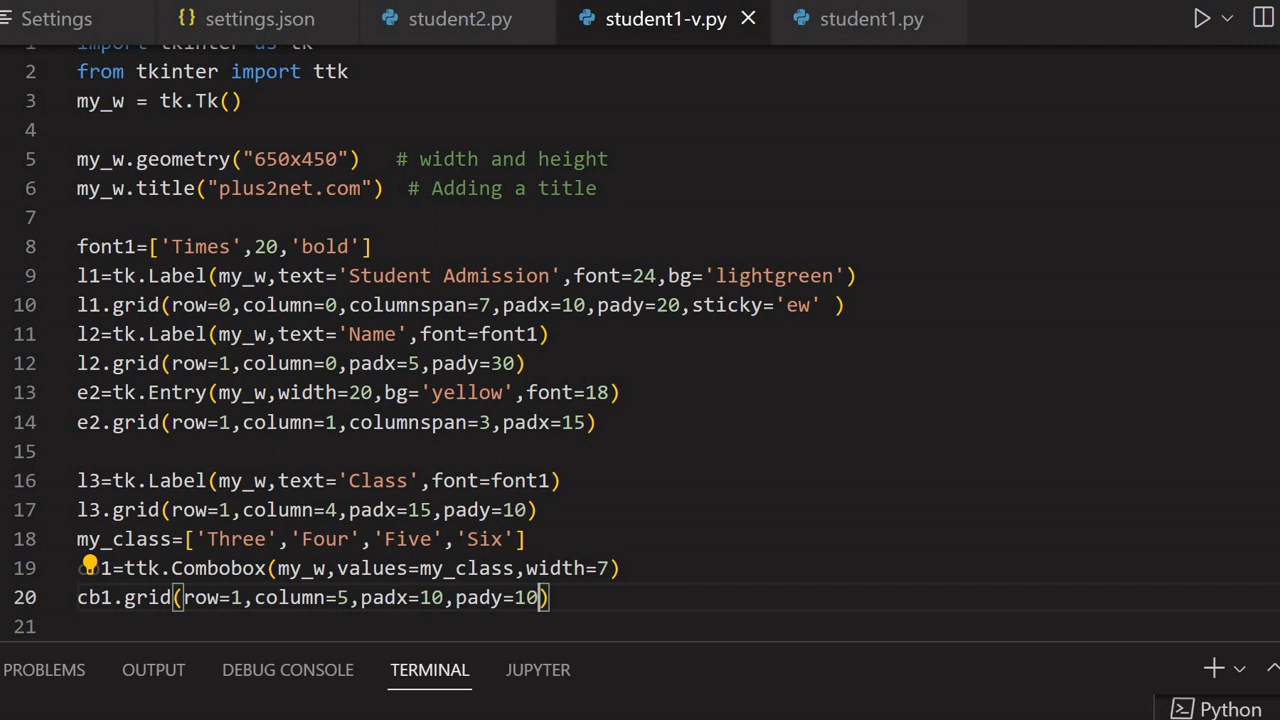 Settings {} settings.json student2.py student1-v.py student1.py
1 import tkinter as tk
2 from tkinter import ttk
3 my_w = tk.Tk()
4
5 my_w.geometry("650x450")   # width and height
6 my_w.title("plus2net.com")  # Adding a title
7
8 font1=['Times',20,'bold']
9 l1=tk.Label(my_w,text='Student Admission',font=24,bg='lightgreen')
10 l1.grid(row=0,column=0,columnspan=7,padx=10,pady=20,sticky='ew' )
11 l2=tk.Label(my_w,text='Name',font=font1)
12 l2.grid(row=1,column=0,padx=5,pady=30)
13 e2=tk.Entry(my_w,width=20,bg='yellow',font=18)
14 e2.grid(row=1,column=1,columnspan=3,padx=15)
15
16 l3=tk.Label(my_w,text='Class',font=font1)
17 l3.grid(row=1,column=4,padx=15,pady=10)
18 my_class=['Three','Four','Five','Six']
19 cb1=ttk.Combobox(my_w,values=my_class,width=7)
20 cb1.grid(row=1,column=5,padx=10,pady=10)
21
PROBLEMS OUTPUT DEBUG CONSOLE TERMINAL JUPYTER
Python